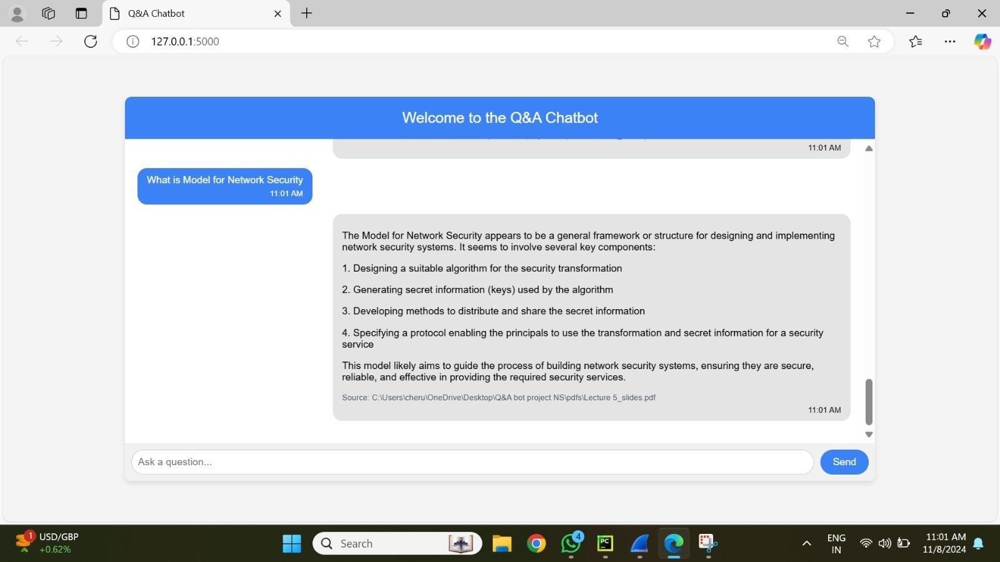 Q&A Chatbot
127.0.0.1:5000
Welcome to the Q&A Chatbot
11:01 AM
What is Model for Network Security
11:01 AM
The Model for Network Security appears to be a general framework or structure for designing and implementing
network security systems. It seems to involve several key components:
1. Designing a suitable algorithm for the security transformation
2. Generating secret information (keys) used by the algorithm
3. Developing methods to distribute and share the secret information
4. Specifying a protocol enabling the principals to use the transformation and secret information for a security
service
This model likely aims to guide the process of building network security systems, ensuring they are secure,
reliable, and effective in providing the required security services.
Source: C:\Users\cheru\OneDrive\Desktop\Q&A bot project NS\pdfs\Lecture 5_slides.pdf
11:01 AM
Ask a question...
Send
1
USD/GBP
+0.62%
Search
4
PC
ENG
IN
11:01 AM
11/8/2024